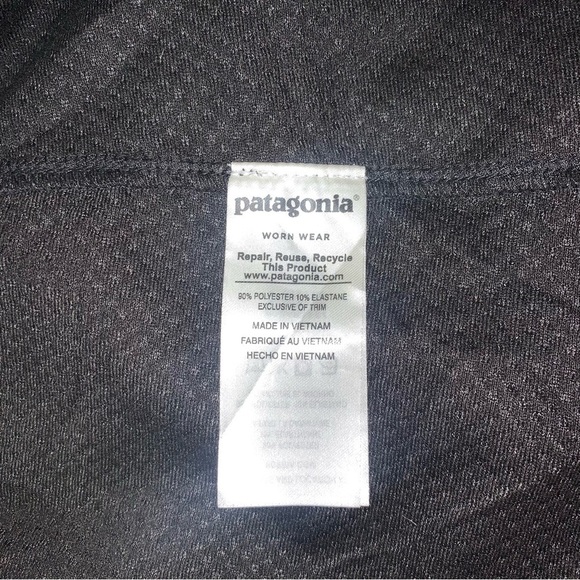 patagonia®
WORN WEAR
Repair, Reuse, Recycle
This Product
www.patagonia.com
90% POLYESTER 10% ELASTANE
EXCLUSIVE OF TRIM
MADE IN VIETNAM
FABRIQUÉ AU VIETNAM
HECHO EN VIETNAM